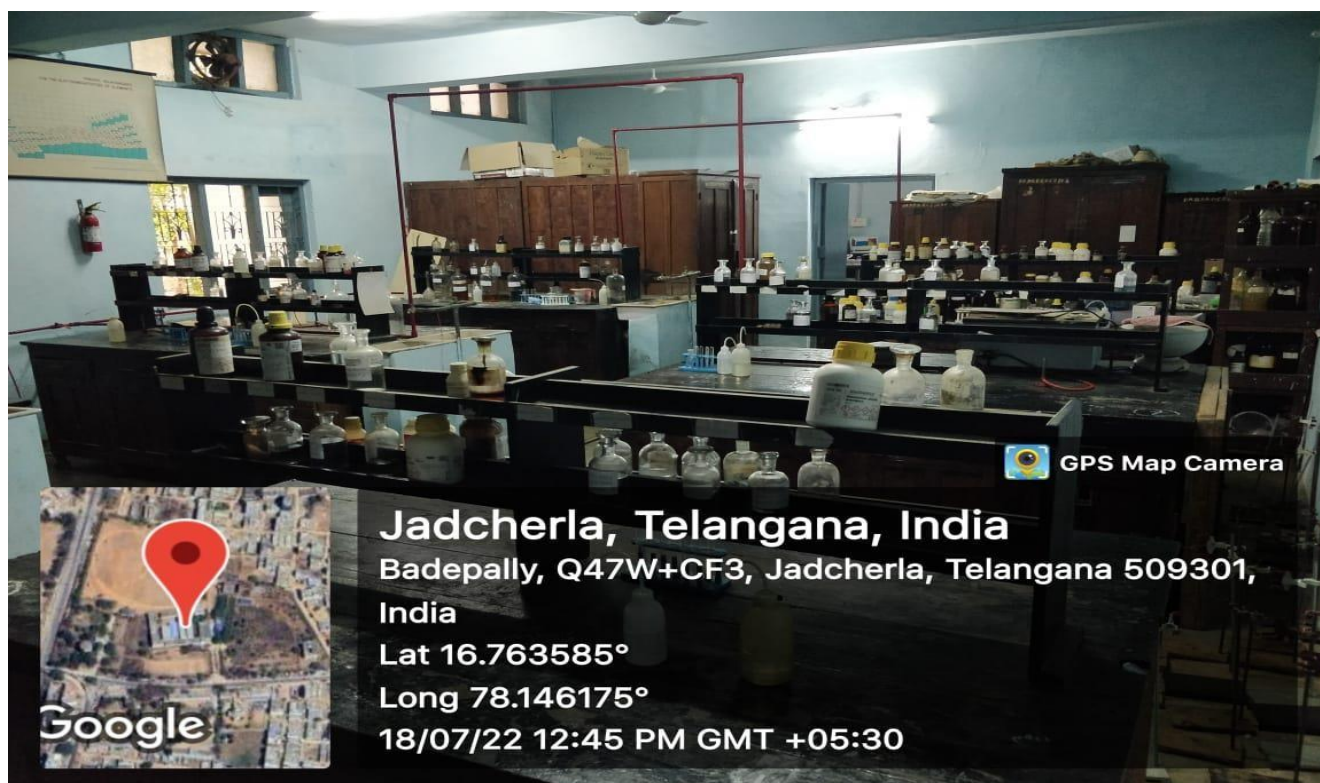 GPS Map Camera
Jadcherla, Telangana, India
Badepally, Q47W+CF3, Jadcherla, Telangana 509301,
India
Lat 16.763585°
Long 78.146175°
18/07/22 12:45 PM GMT +05:30
Google